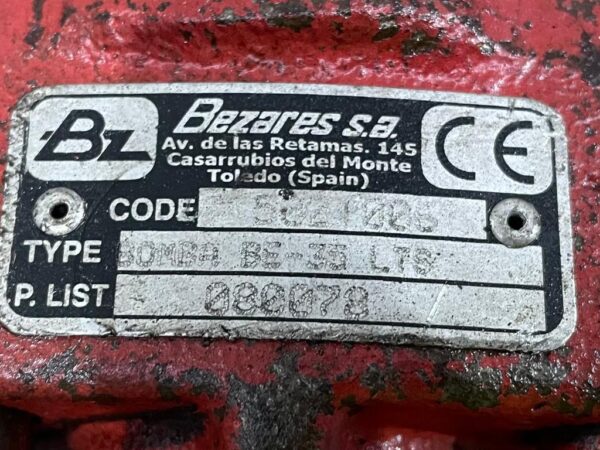 Bz
Bezares s.a.
Av. de las Retamas. 145
Casarrubios del Monte
Toledo (Spain)
CE
CODE
TYPE BOMBA BE-35 LTS
P. LIST 080078